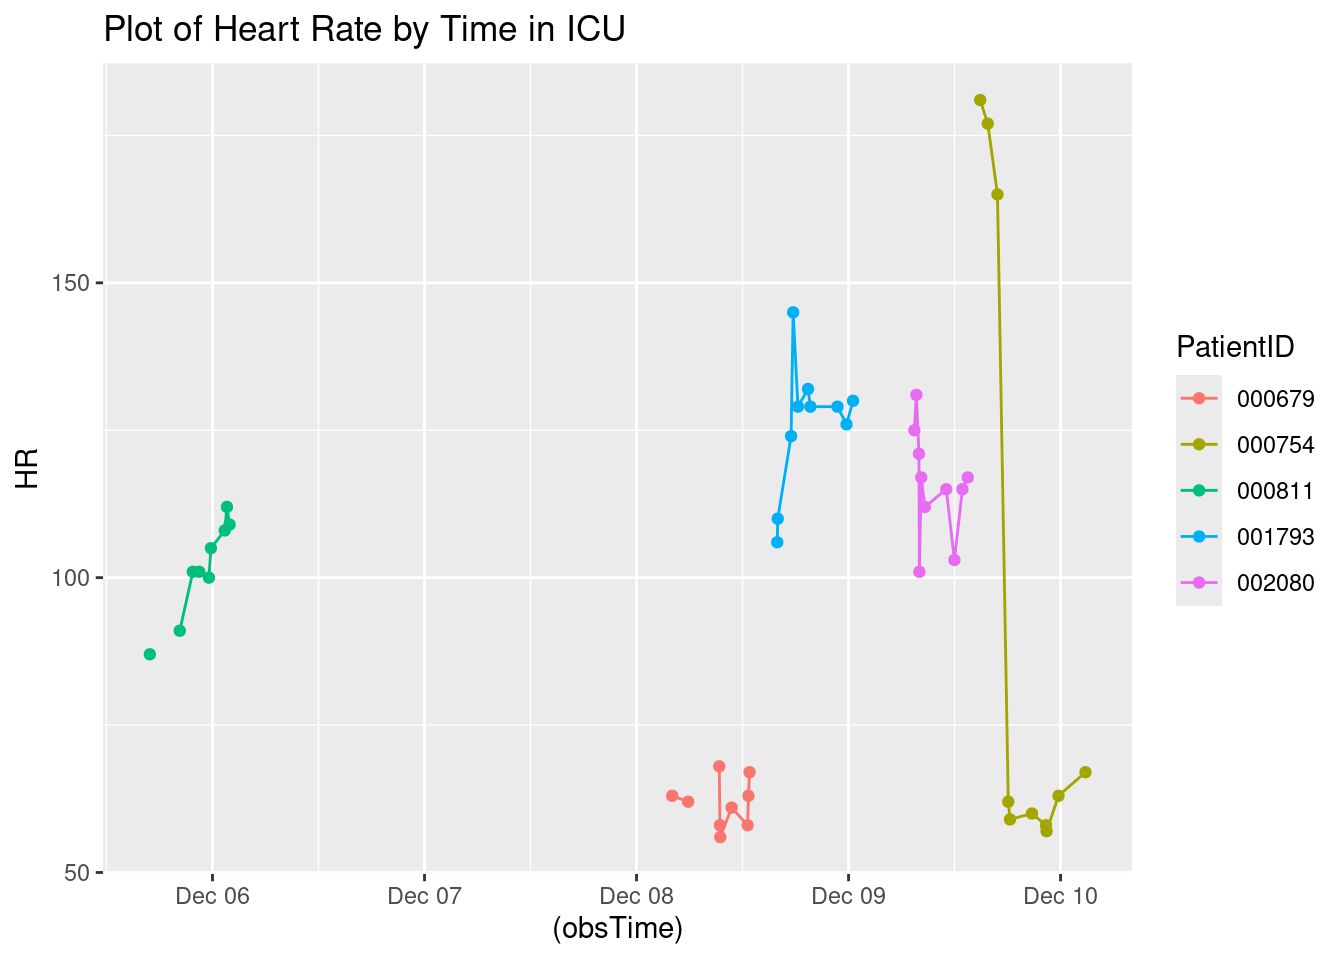 Plot of Heart Rate by Time in ICU
HR
150
100
50
Dec 06
Dec 07
Dec 08
Dec 09
Dec 10
(obsTime)
PatientID
000679
000754
000811
001793
002080